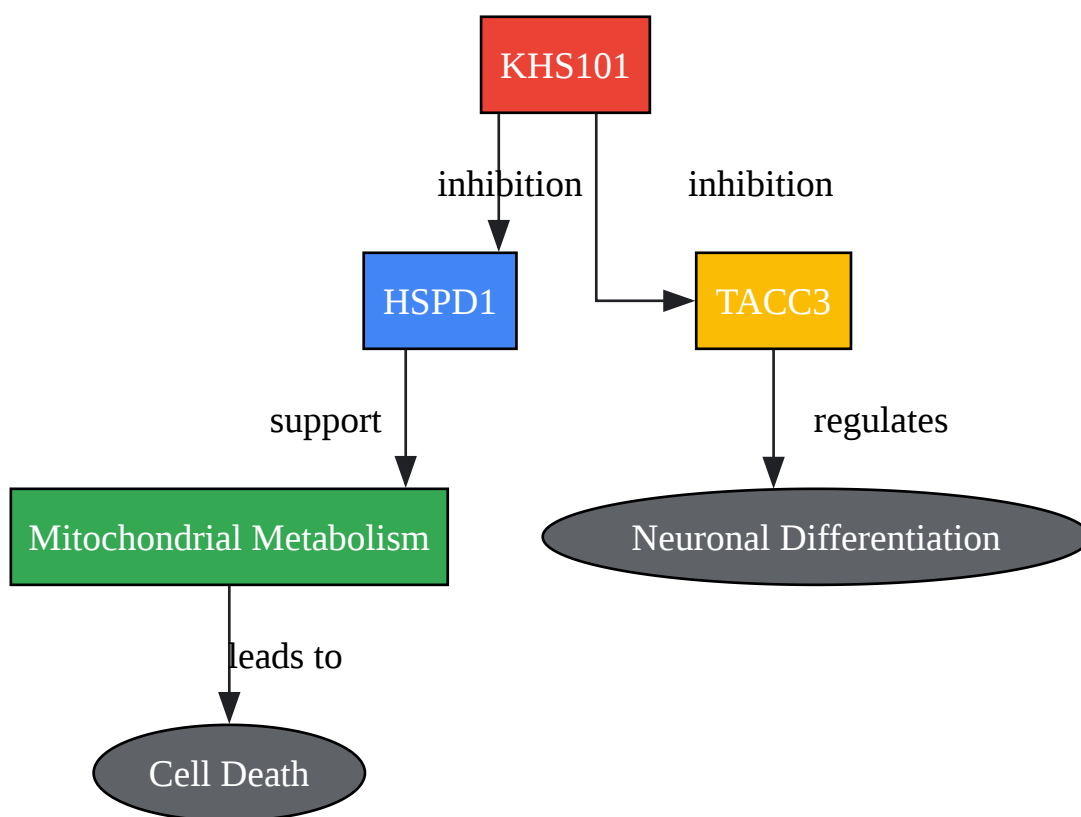 KHS101
inhibition
inhibition
HSPD1
TACC3
support
regulates
Mitochondrial Metabolism
Neuronal Differentiation
leads to
Cell Death